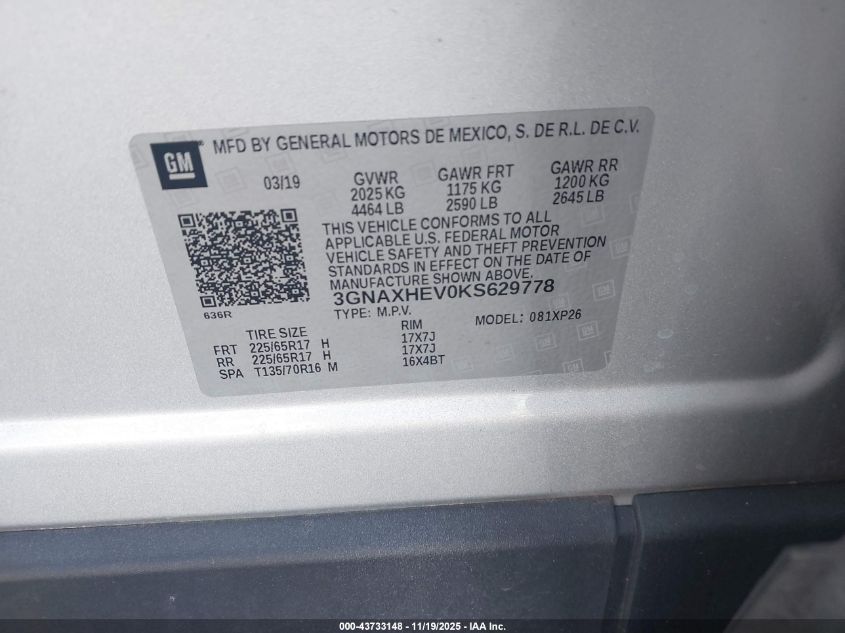 GM
MFD BY GENERAL MOTORS DE MEXICO, S. DE R.L. DE C.V.
03/19 GVWR GAWR FRT GAWR RR
2025 KG 1175 KG 1200 KG
4464 LB 2590 LB 2645 LB
THIS VEHICLE CONFORMS TO ALL
APPLICABLE U.S. FEDERAL MOTOR
VEHICLE SAFETY AND THEFT PREVENTION
STANDARDS IN EFFECT ON THE DATE OF
MANUFACTURE SHOWN ABOVE.
3GNAXHEV0KS629778
636R
TYPE: M.P.V. MODEL: 081XP26
TIRE SIZE RIM
FRT 225/65R17 H 17X7J
RR 225/65R17 H 17X7J
SPA T135/70R16 M 16X4BT
000-43733148 - 11/19/2025 - IAA Inc.